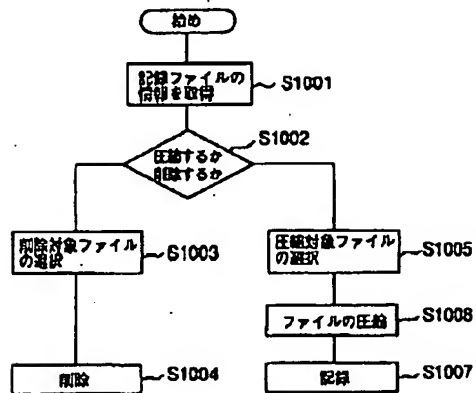 始め
記録ファイルの
情報を取得
S1001
圧縮するか
削除するか
S1002
削除対象ファイル
の選択
S1003
圧縮対象ファイル
の選択
S1005
ファイルの圧縮
S1008
削除
S1004
記録
S1007